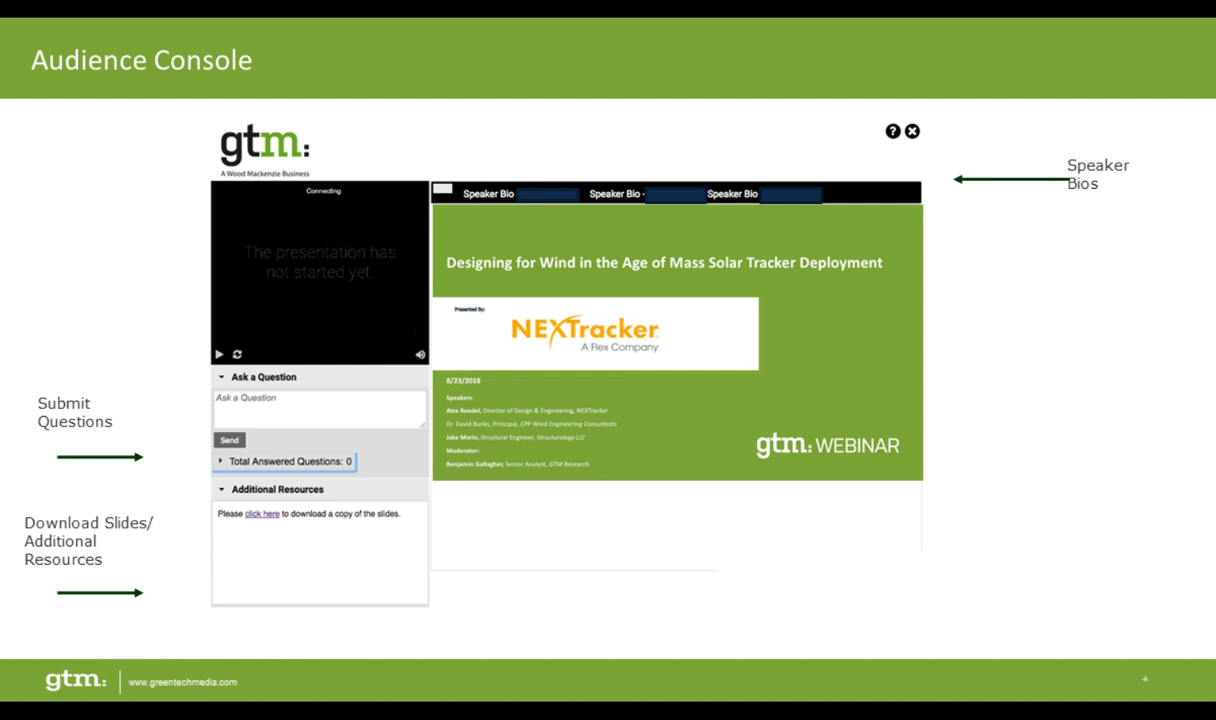 Audience Console
gtm:
A Wood Mackenzie Business
?
Speaker
Bios
Connecting
Speaker Bio
Speaker Bio -
Speaker Bio
The presentation has
not started yet.
Designing for Wind in the Age of Mass Solar Tracker Deployment
Presented By:
NEXTracker
A Flex Company
Ask a Question
Ask a Question
Send
Total Answered Questions: 0
Additional Resources
Please click here to download a copy of the slides.
8/23/2018
Speakers:
Alex Roedel, Director of Design & Engineering, NEXTracker
Dr. David Banks, Principal, CPP Wind Engineering Consultants
Jake Morin, Structural Engineer, Structurology LLC
Moderator:
Benjamin Gallagher, Senior Analyst, GTM Research
gtm: WEBINAR
Submit
Questions
Download Slides/
Additional
Resources
gtm:
www.greentechmedia.com
4